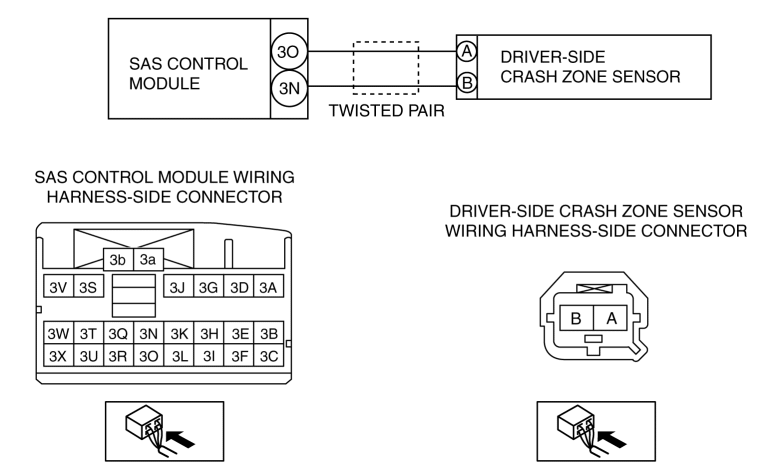 SAS CONTROL
MODULE
3O
3N
TWISTED PAIR
A
B
DRIVER-SIDE
CRASH ZONE SENSOR
SAS CONTROL MODULE WIRING
HARNESS-SIDE CONNECTOR
3b 3a
3V 3S 3J 3G 3D 3A
3W 3T 3Q 3N 3K 3H 3E 3B
3X 3U 3R 3O 3L 3I 3F 3C
DRIVER-SIDE CRASH ZONE SENSOR
WIRING HARNESS-SIDE CONNECTOR
B A